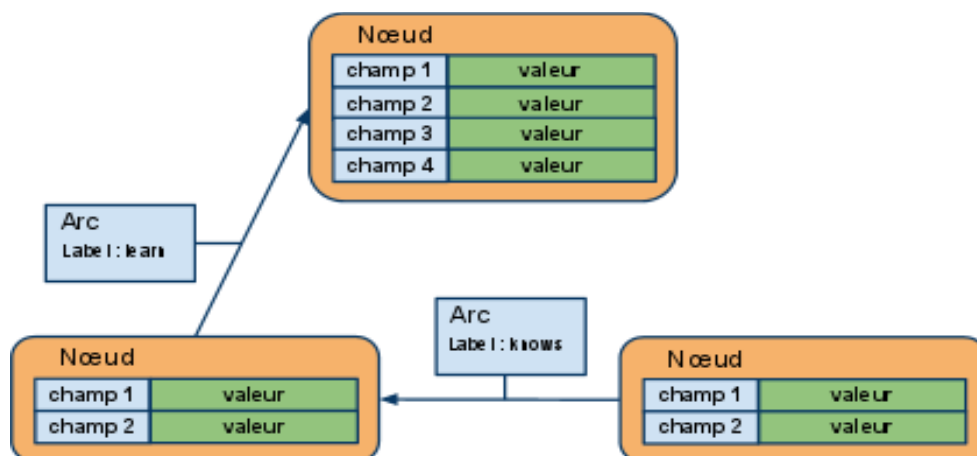 Nœud
champ 1 valeur
champ 2 valeur
champ 3 valeur
champ 4 valeur
Arc
Label : learn
Arc
Label : knows
Nœud
champ 1 valeur
champ 2 valeur
Nœud
champ 1 valeur
champ 2 valeur